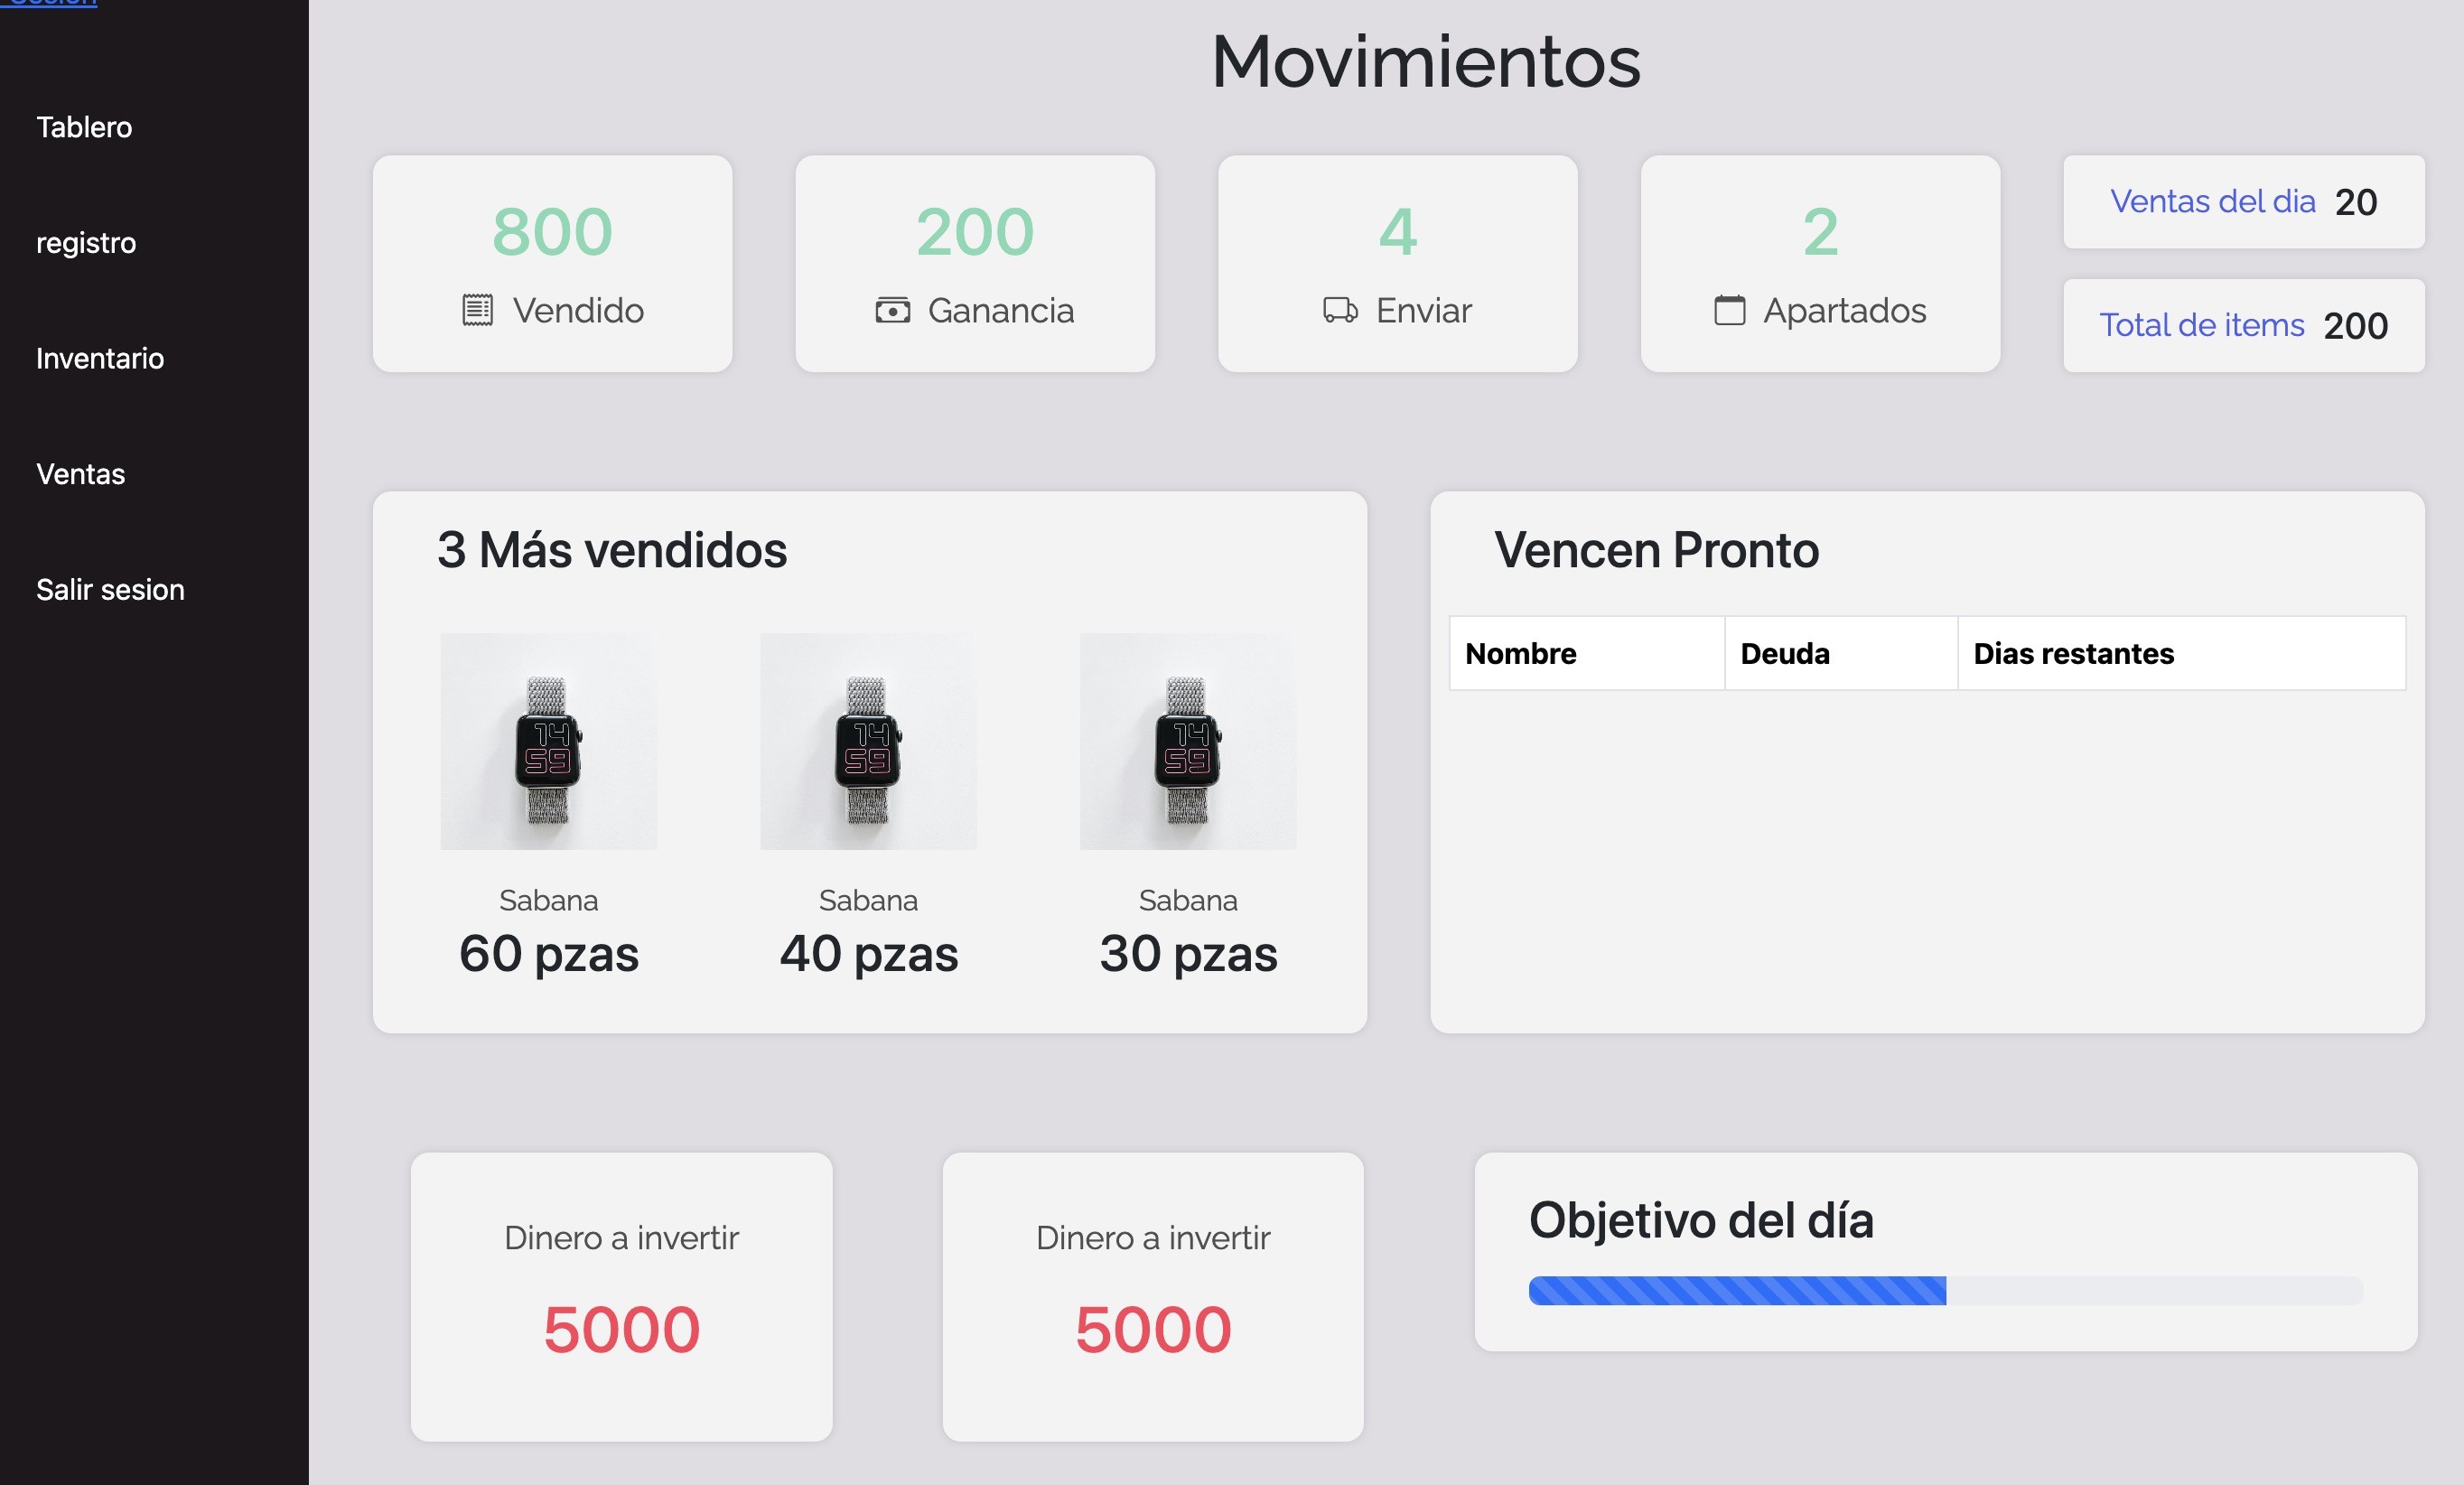 Sesion
Tablero
registro
Inventario
Ventas
Salir sesion
Movimientos
800
Vendido
200
Ganancia
4
Enviar
2
Apartados
Ventas del dia 20
Total de items 200
3 Más vendidos
14
59
Sabana
60 pzas
14
59
Sabana
40 pzas
14
59
Sabana
30 pzas
Vencen Pronto
Nombre Deuda Dias restantes
Dinero a invertir
5000
Dinero a invertir
5000
Objetivo del día